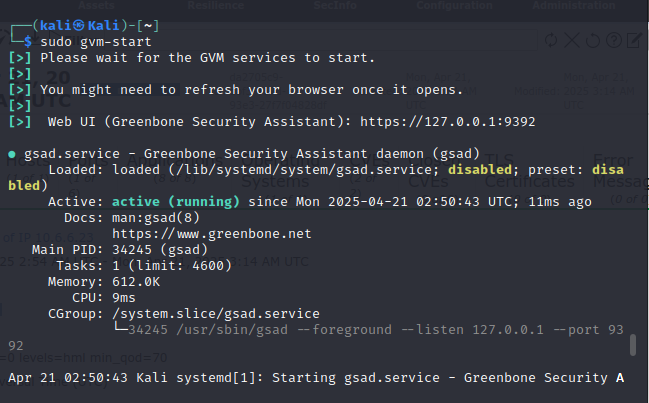 Assets Resilience SecInfo Configuration Administration
┌──(kali㉿Kali)-[~]
└─$ sudo gvm-start
[>] Please wait for the GVM services to start.
[>]
[>] You might need to refresh your browser once it opens.
[>]
[>]  Web UI (Greenbone Security Assistant): https://127.0.0.1:9392
● gsad.service - Greenbone Security Assistant daemon (gsad)
Loaded: loaded (/lib/systemd/system/gsad.service; disabled; preset: disa
bled)
Active: active (running) since Mon 2025-04-21 02:50:43 UTC; 11ms ago
Docs: man:gsad(8)
https://www.greenbone.net
Main PID: 34245 (gsad)
Tasks: 1 (limit: 4600)
Memory: 612.0K
CPU: 9ms
CGroup: /system.slice/gsad.service
└─34245 /usr/sbin/gsad --foreground --listen 127.0.0.1 --port 93
92
Apr 21 02:50:43 Kali systemd[1]: Starting gsad.service - Greenbone Security A